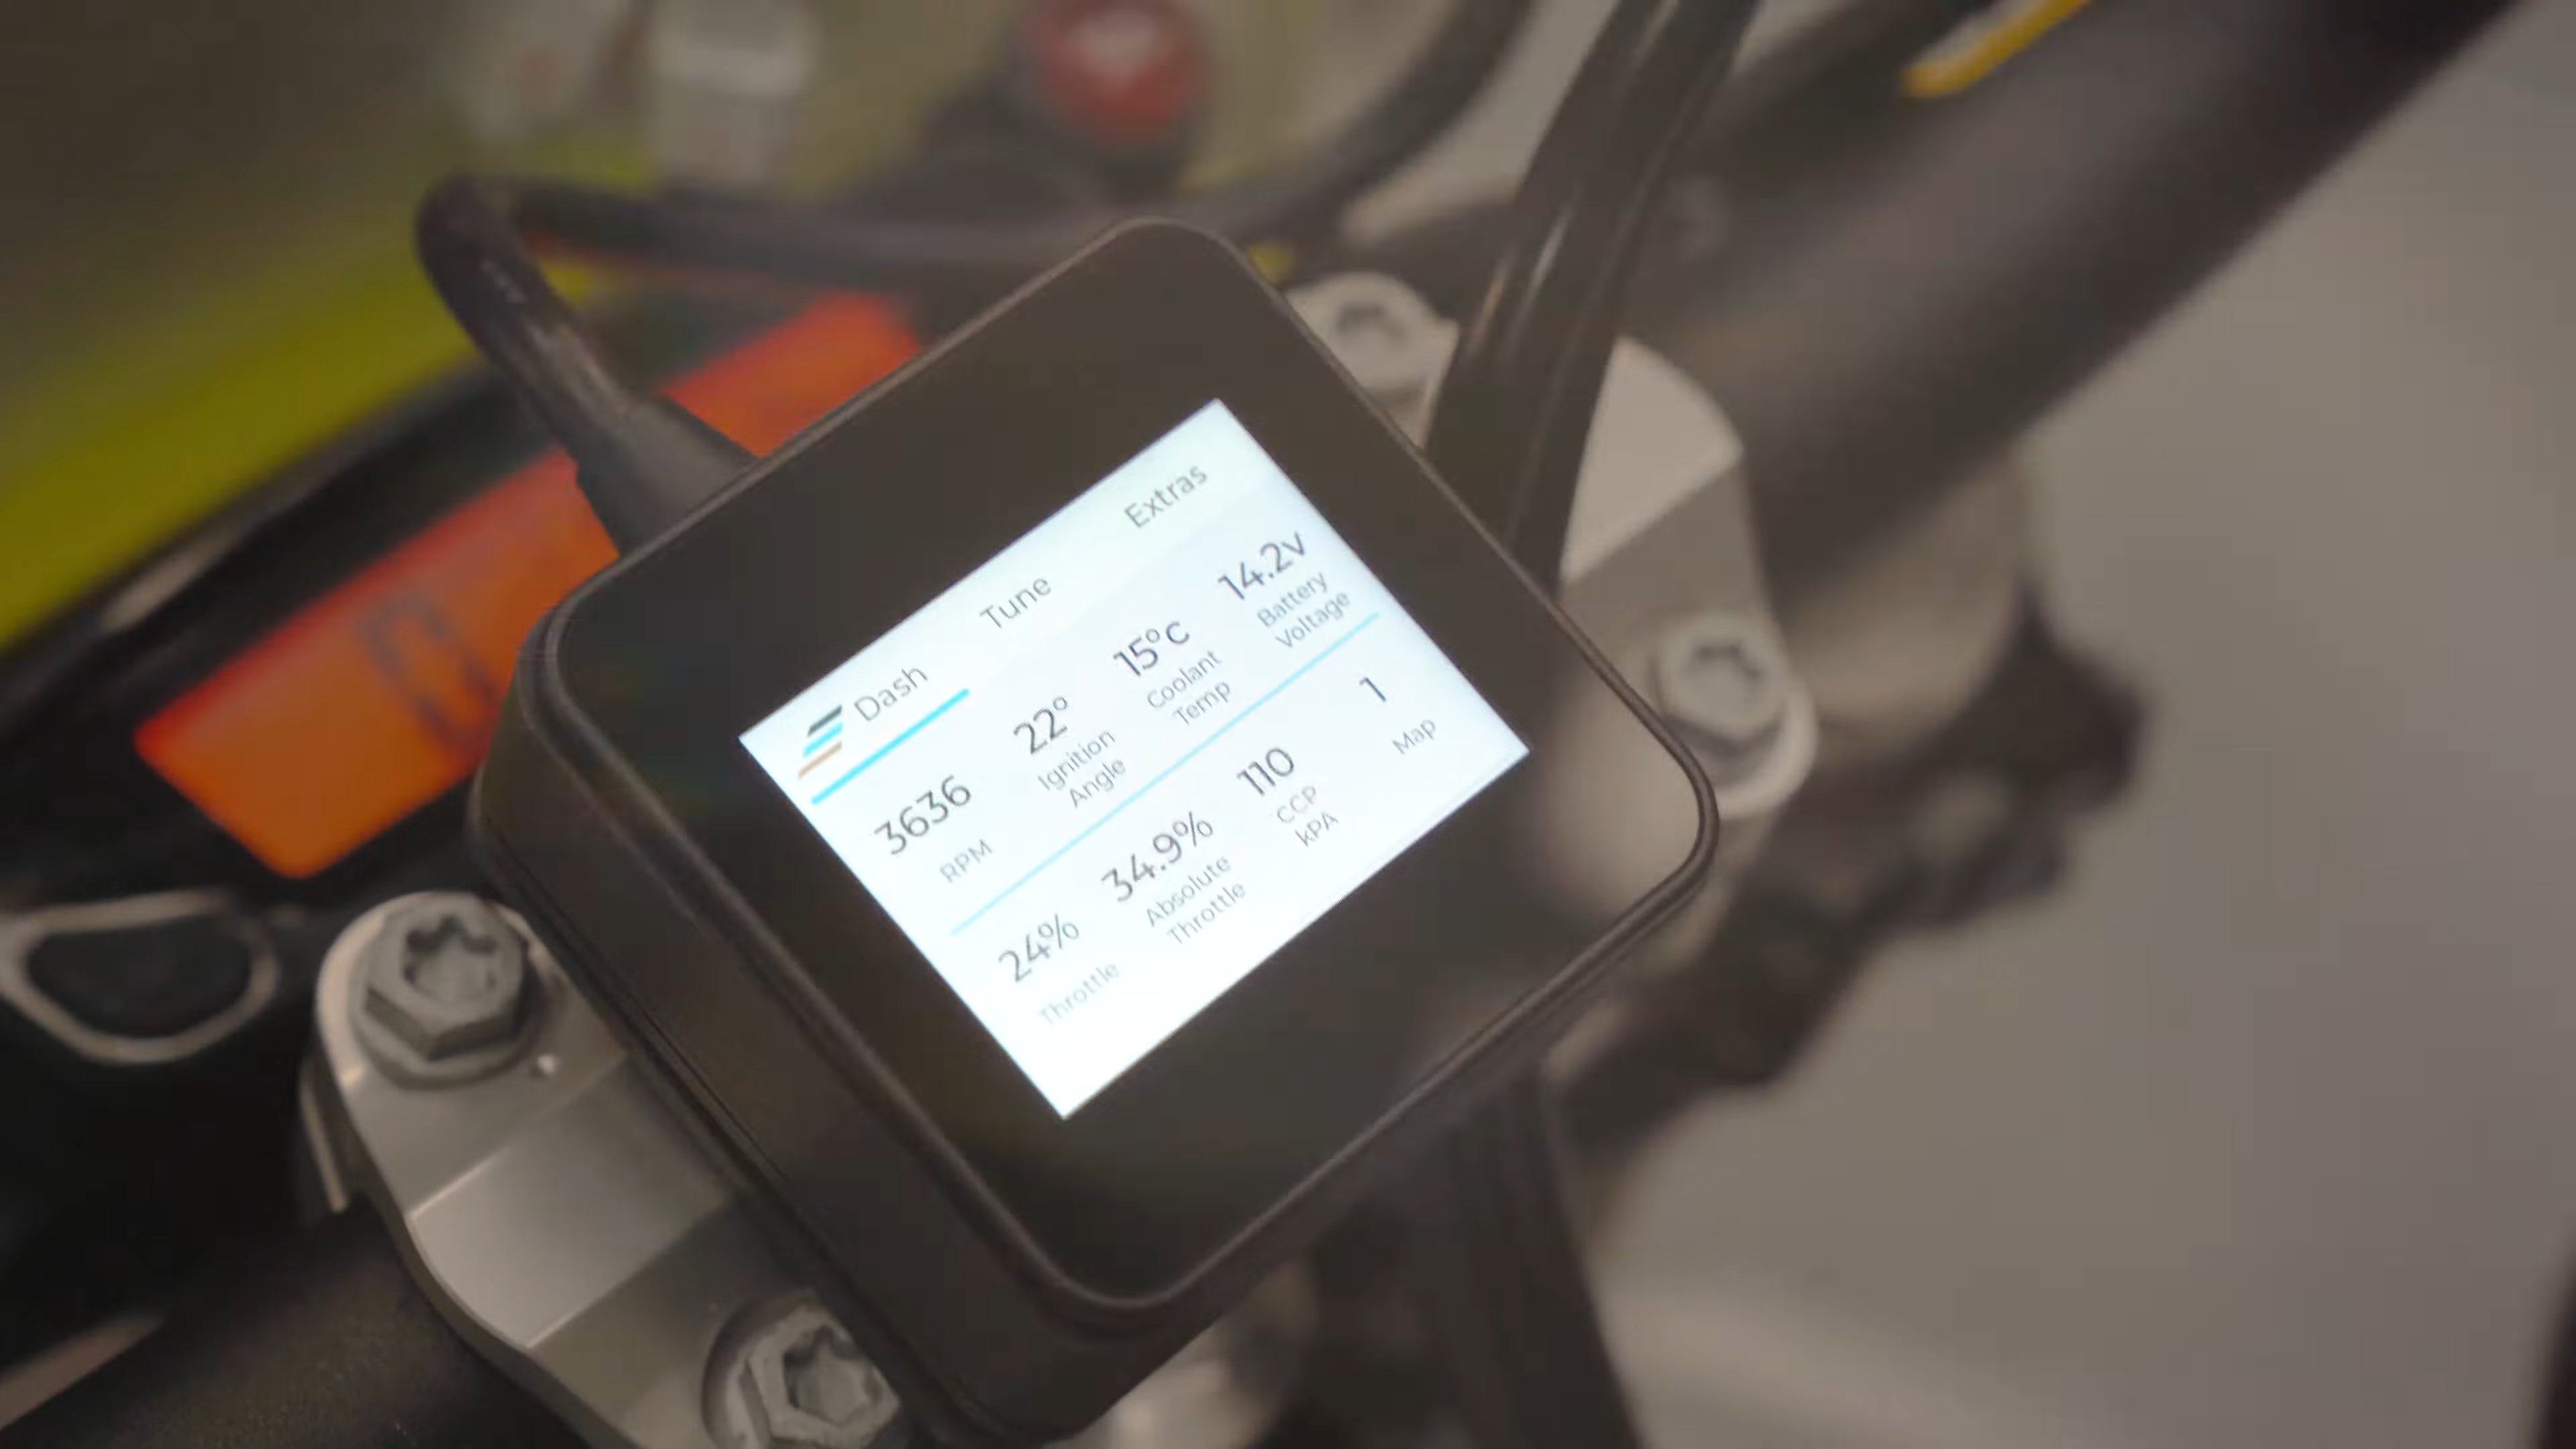 Dash Tune Extras
3636 22° 15°C 14.2v
RPM Ignition Coolant Battery
Angle Temp Voltage
24% 34.9% 110 1
Throttle Absolute CCP Map
Throttle kPA
0